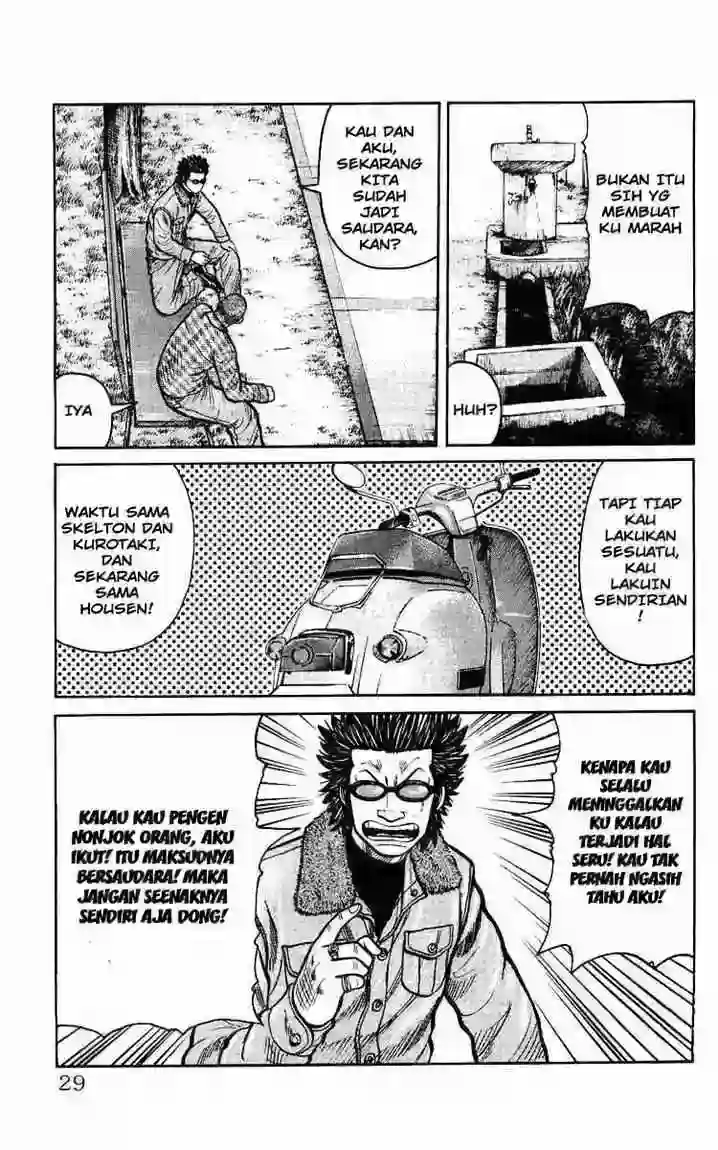 BUKAN ITU
SIH YG
MEMBUAT
KU MARAH
HUH?
KAU DAN
AKU,
SEKARANG
KITA
SUDAH
JADI
SAUDARA,
KAN?
IYA
TAPI TIAP
KAU
LAKUKAN
SESUATU,
KAU
LAKUIN
SENDIRIAN
!
WAKTU SAMA
SKELTON DAN
KUROTAKI,
DAN
SEKARANG
SAMA
HOUSEN!
KENAPA KAU
SELALU
MENINGGALKAN
KU KALAU
TERJADI HAL
SERU! KAU TAK
PERNAH NGASIH
TAHU AKU!
KALAU KAU PENGEN
NONJOK ORANG, AKU
IKUT! ITU MAKSUDNYA
BERSAUDARA! MAKA
JANGAN SEENAKNYA
SENDIRI AJA DONG!
29